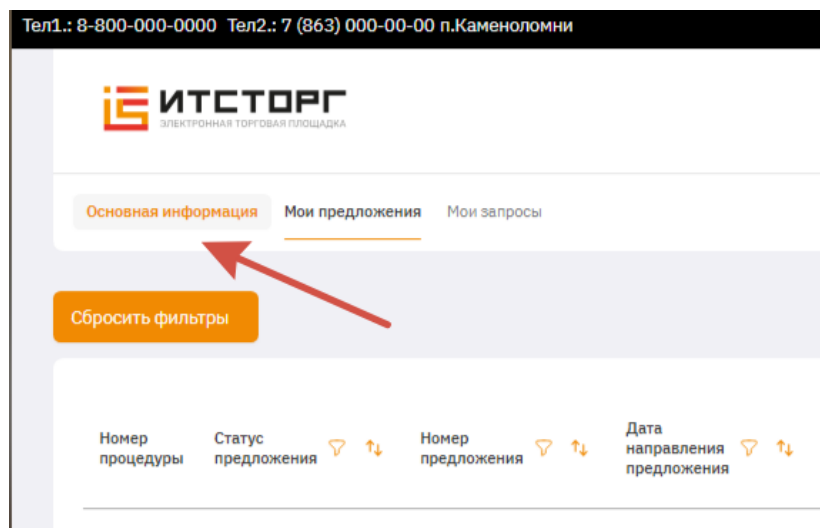 Тел1.: 8-800-000-0000 Тел2.: 7 (863) 000-00-00 п.Каменоломни
ИТСТОРГ
ЭЛЕКТРОННАЯ ТОРГОВАЯ ПЛОЩАДКА
Основная информация Мои предложения Мои запросы
Сбросить фильтры
Номер процедуры
Статус предложения
Номер предложения
Дата направления предложения